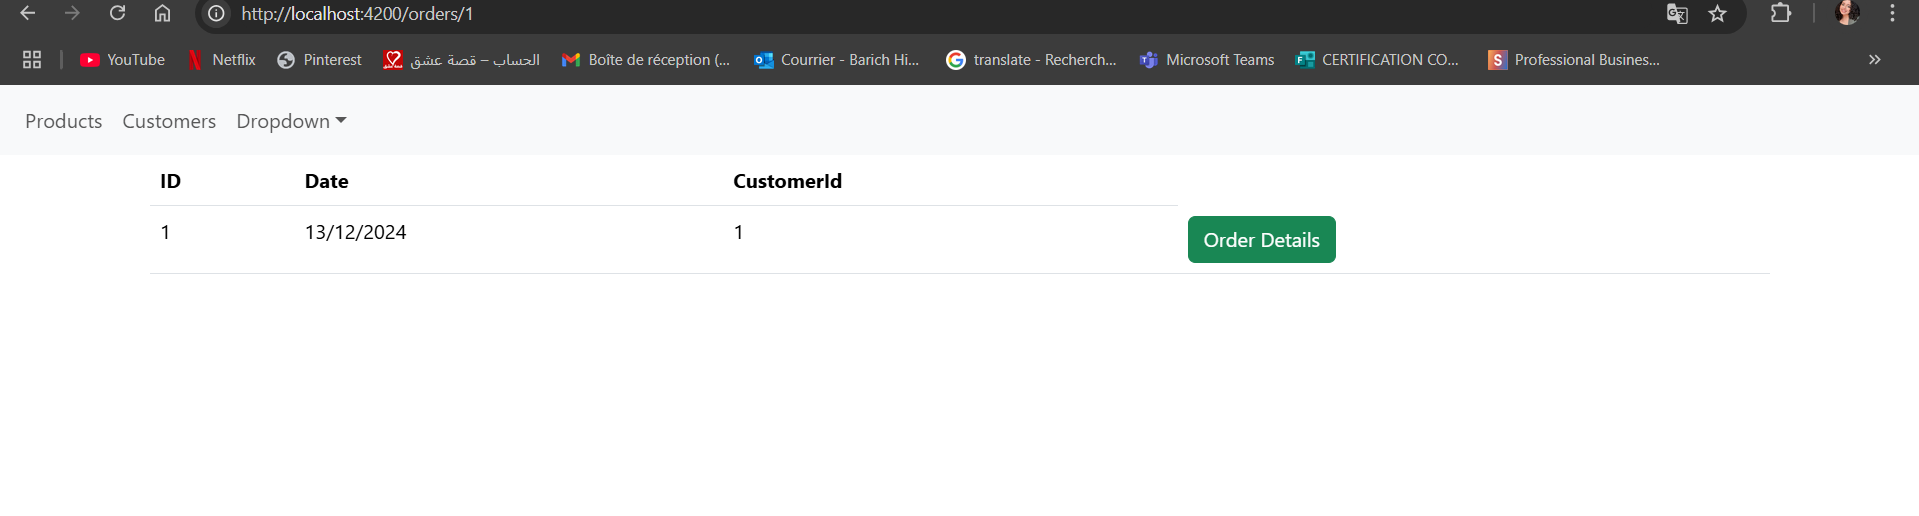 http://localhost:4200/orders/1
YouTube Netflix Pinterest الحساب – قصة عشق Boîte de réception (... Courrier - Barich Hi... translate - Recherch... Microsoft Teams CERTIFICATION CO... Professional Busines... »
Products Customers Dropdown
ID Date CustomerId
1 13/12/2024 1 Order Details